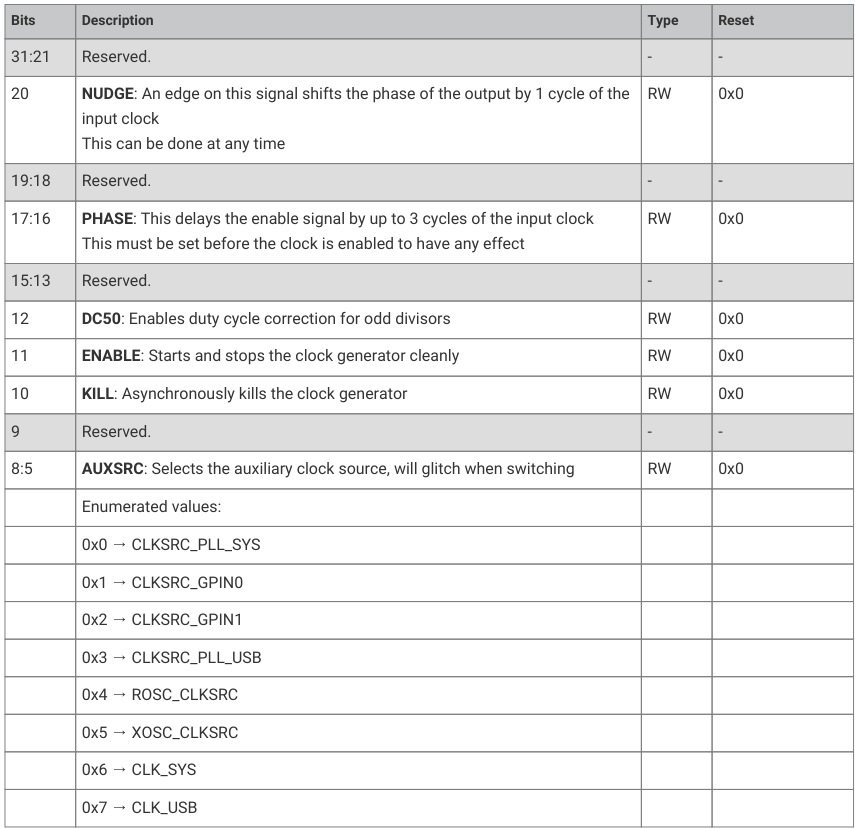 Bits Description Type Reset
31:21 Reserved. - -
20 NUDGE: An edge on this signal shifts the phase of the output by 1 cycle of the RW 0x0
input clock
This can be done at any time
19:18 Reserved. - -
17:16 PHASE: This delays the enable signal by up to 3 cycles of the input clock RW 0x0
This must be set before the clock is enabled to have any effect
15:13 Reserved. - -
12 DC50: Enables duty cycle correction for odd divisors RW 0x0
11 ENABLE: Starts and stops the clock generator cleanly RW 0x0
10 KILL: Asynchronously kills the clock generator RW 0x0
9 Reserved. - -
8:5 AUXSRC: Selects the auxiliary clock source, will glitch when switching RW 0x0
Enumerated values:
0x0 → CLKSRC_PLL_SYS
0x1 → CLKSRC_GPIN0
0x2 → CLKSRC_GPIN1
0x3 → CLKSRC_PLL_USB
0x4 → ROSC_CLKSRC
0x5 → XOSC_CLKSRC
0x6 → CLK_SYS
0x7 → CLK_USB